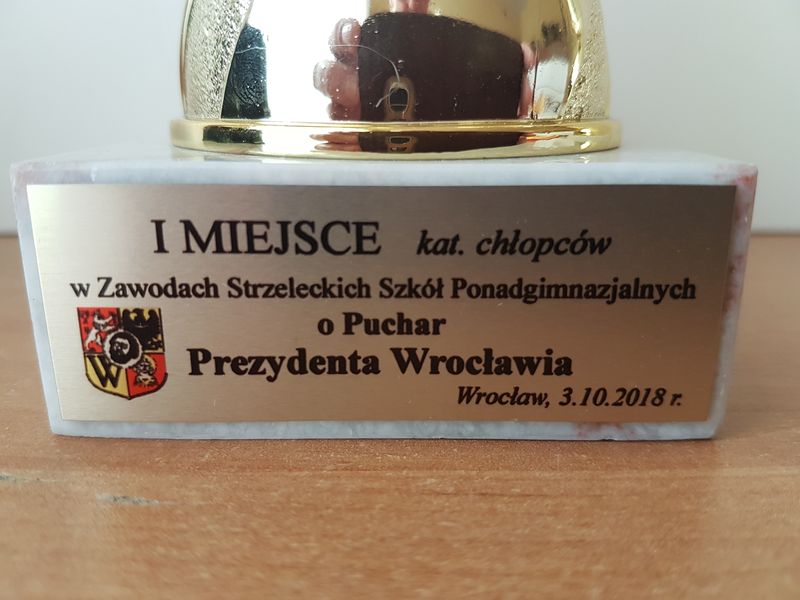 I MIEJSCE kat. chłopców
w Zawodach Strzeleckich Szkół Ponadgimnazjalnych
o Puchar
Prezydenta Wrocławia
W
Wrocław, 3.10.2018 r.